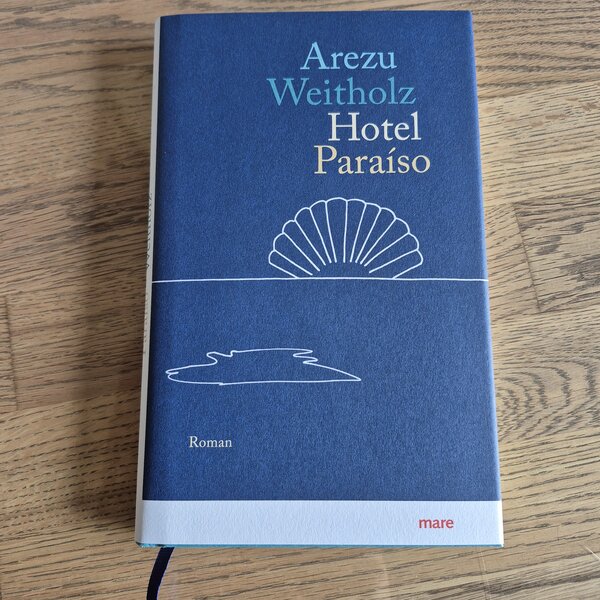 Arezu
Weitholz
Hotel
Paraíso
Roman
mare